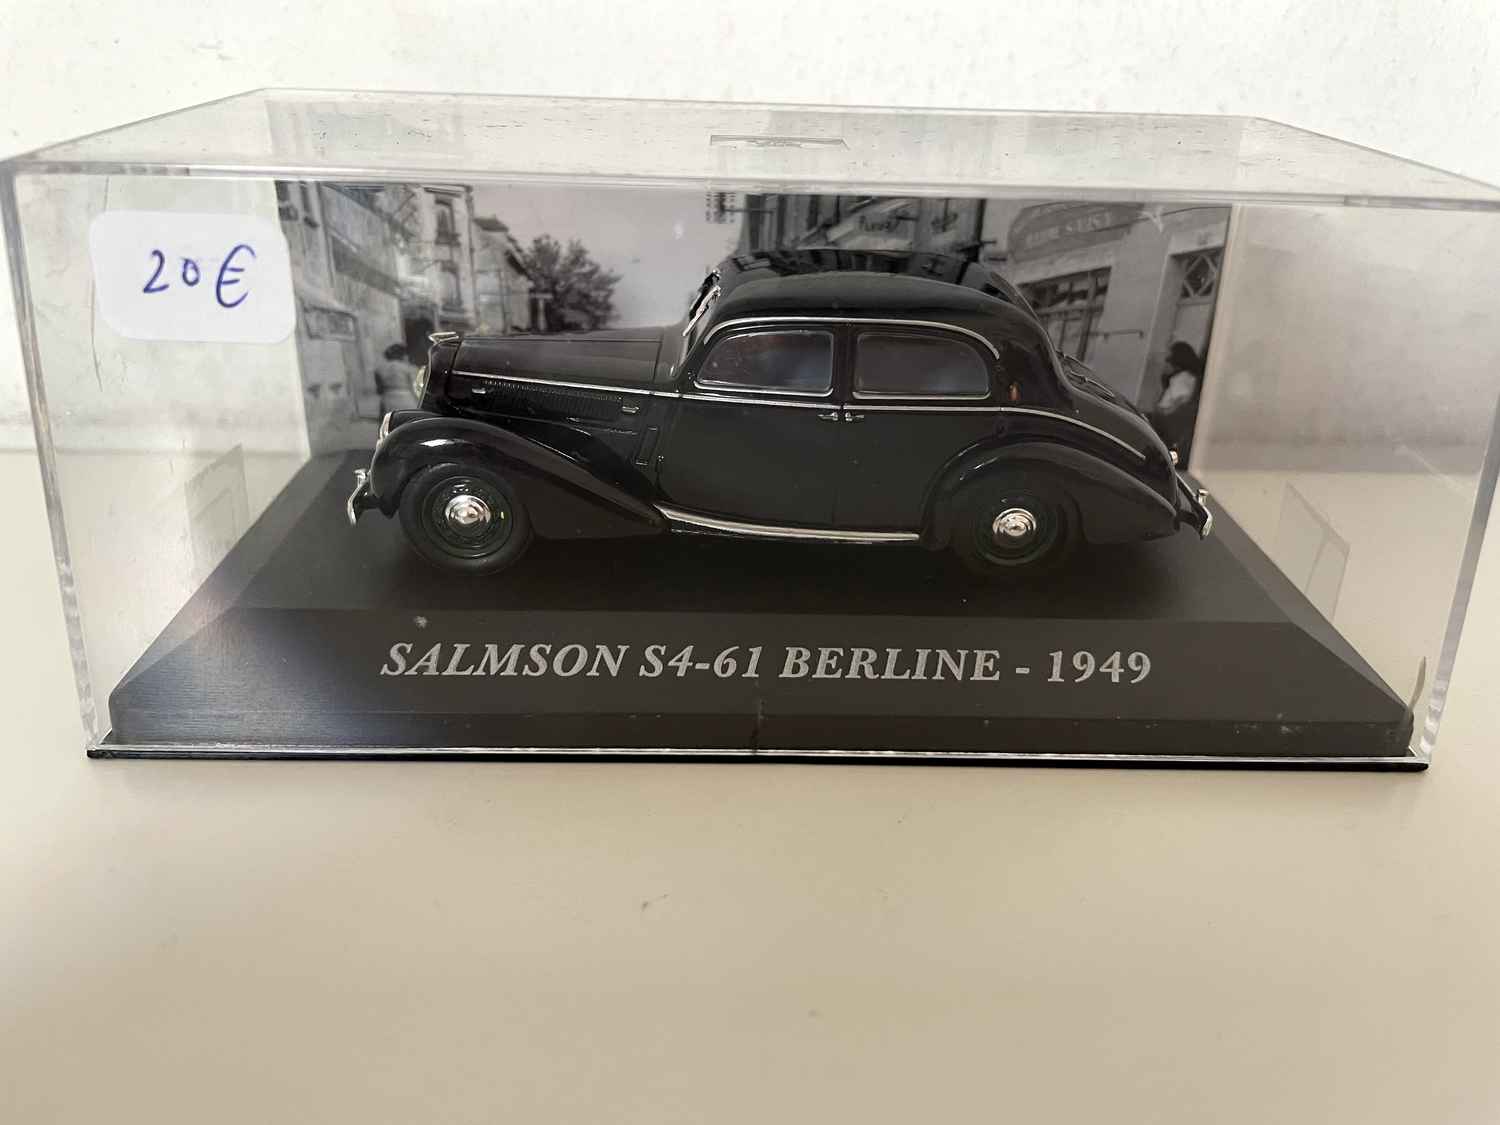 20€
SALMSON S4-61 BERLINE - 1949